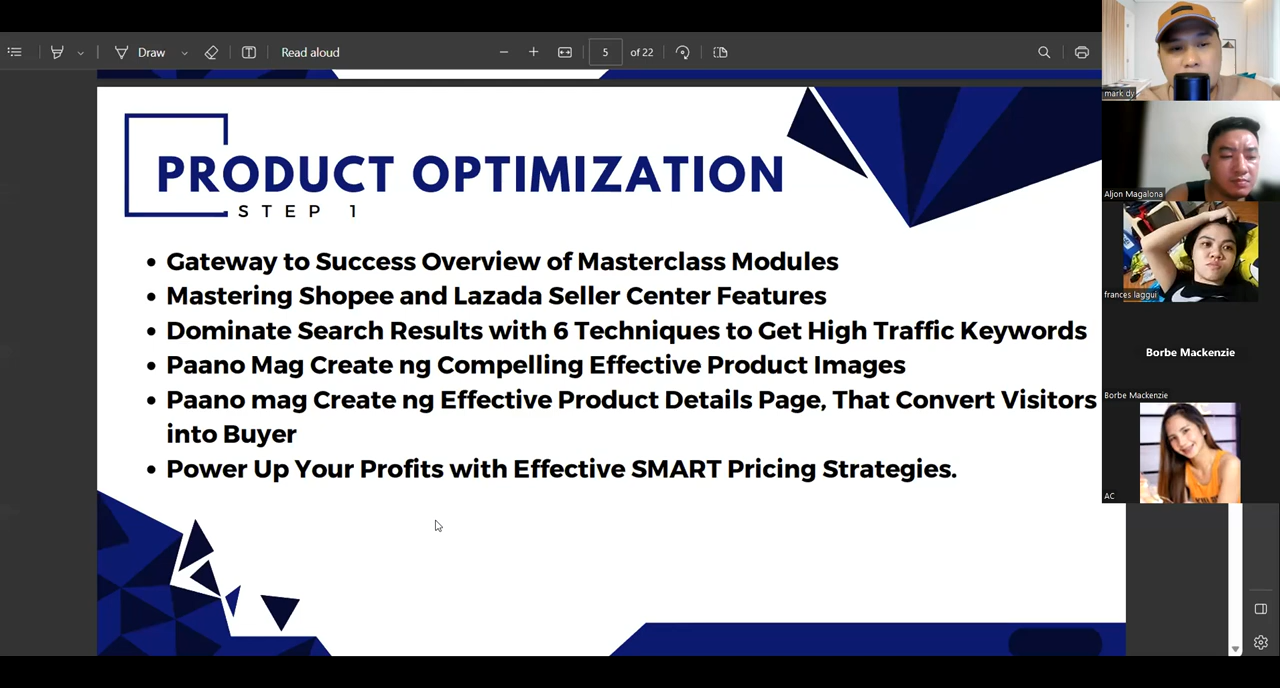 Draw
Read aloud
5
of 22
mark dy
PRODUCT OPTIMIZATION
STEP 1
Gateway to Success Overview of Masterclass Modules
Mastering Shopee and Lazada Seller Center Features
Dominate Search Results with 6 Techniques to Get High Traffic Keywords
Paano Mag Create ng Compelling Effective Product Images
Paano mag Create ng Effective Product Details Page, That Convert Visitors
into Buyer
Power Up Your Profits with Effective SMART Pricing Strategies.
Aljon Magalona
frances laggui
Borbe Mackenzie
Borbe Mackenzie
AC